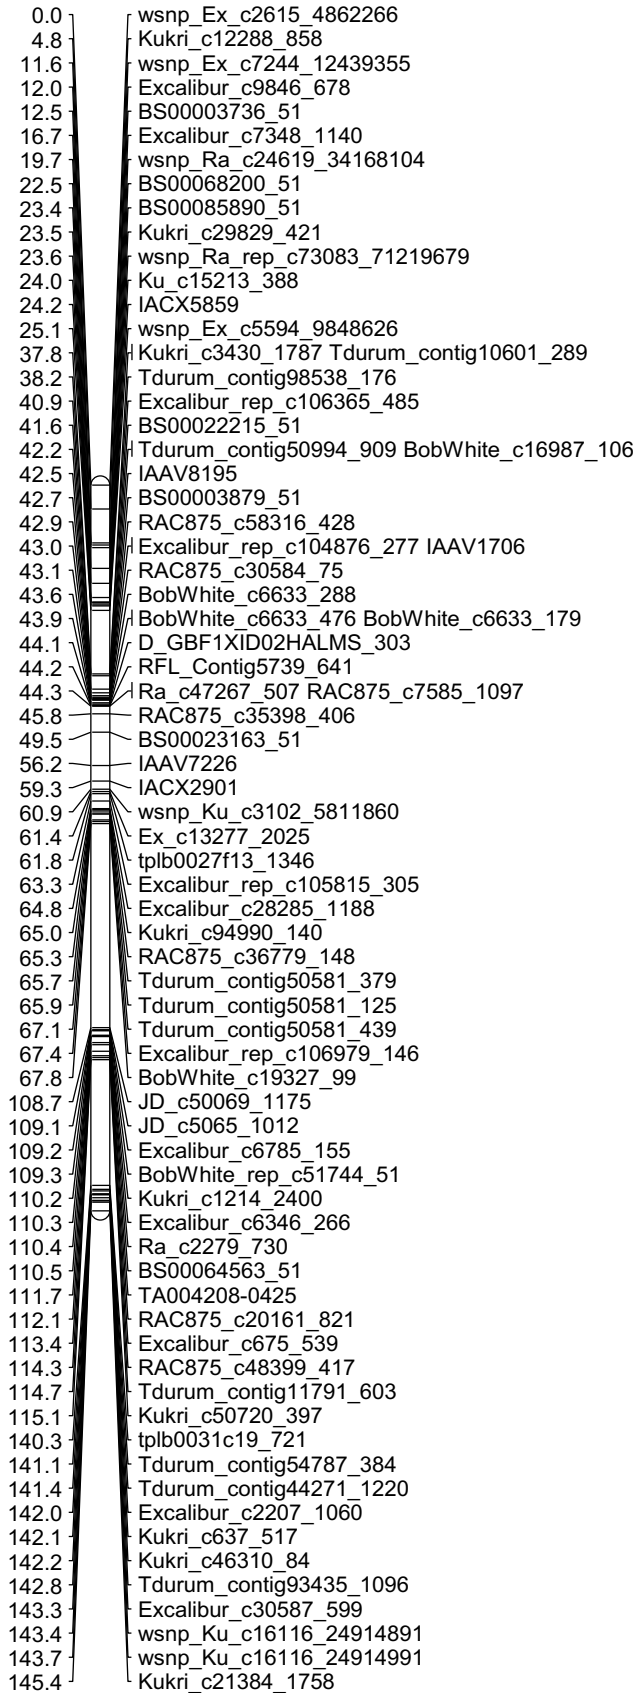 0.0 wsnp_Ex_c2615_4862266
4.8 Kukri_c12288_858
11.6 wsnp_Ex_c7244_12439355
12.0 Excalibur_c9846_678
12.5 BS00003736_51
16.7 Excalibur_c7348_1140
19.7 wsnp_Ra_c24619_34168104
22.5 BS00068200_51
23.4 BS00085890_51
23.5 Kukri_c29829_421
23.6 wsnp_Ra_rep_c73083_71219679
24.0 Ku_c15213_388
24.2 IACX5859
25.1 wsnp_Ex_c5594_9848626
37.8 Kukri_c3430_1787 Tdurum_contig10601_289
38.2 Tdurum_contig98538_176
40.9 Excalibur_rep_c106365_485
41.6 BS00022215_51
42.2 Tdurum_contig50994_909 BobWhite_c16987_106
42.5 IAAV8195
42.7 BS00003879_51
42.9 RAC875_c58316_428
43.0 Excalibur_rep_c104876_277 IAAV1706
43.1 RAC875_c30584_75
43.6 BobWhite_c6633_288
43.9 BobWhite_c6633_476 BobWhite_c6633_179
44.1 D_GBF1XID02HALMS_303
44.2 RFL_Contig5739_641
44.3 Ra_c47267_507 RAC875_c7585_1097
45.8 RAC875_c35398_406
49.5 BS00023163_51
56.2 IAAV7226
59.3 IACX2901
60.9 wsnp_Ku_c3102_5811860
61.4 Ex_c13277_2025
61.8 tplb0027f13_1346
63.3 Excalibur_rep_c105815_305
64.8 Excalibur_c28285_1188
65.0 Kukri_c94990_140
65.3 RAC875_c36779_148
65.7 Tdurum_contig50581_379
65.9 Tdurum_contig50581_125
67.1 Tdurum_contig50581_439
67.4 Excalibur_rep_c106979_146
67.8 BobWhite_c19327_99
108.7 JD_c50069_1175
109.1 JD_c5065_1012
109.2 Excalibur_c6785_155
109.3 BobWhite_rep_c51744_51
110.2 Kukri_c1214_2400
110.3 Excalibur_c6346_266
110.4 Ra_c2279_730
110.5 BS00064563_51
111.7 TA004208-0425
112.1 RAC875_c20161_821
113.4 Excalibur_c675_539
114.3 RAC875_c48399_417
114.7 Tdurum_contig11791_603
115.1 Kukri_c50720_397
140.3 tplb0031c19_721
141.1 Tdurum_contig54787_384
141.4 Tdurum_contig44271_1220
142.0 Excalibur_c2207_1060
142.1 Kukri_c637_517
142.2 Kukri_c46310_84
142.8 Tdurum_contig93435_1096
143.3 Excalibur_c30587_599
143.4 wsnp_Ku_c16116_24914891
143.7 wsnp_Ku_c16116_24914991
145.4 Kukri_c21384_1758